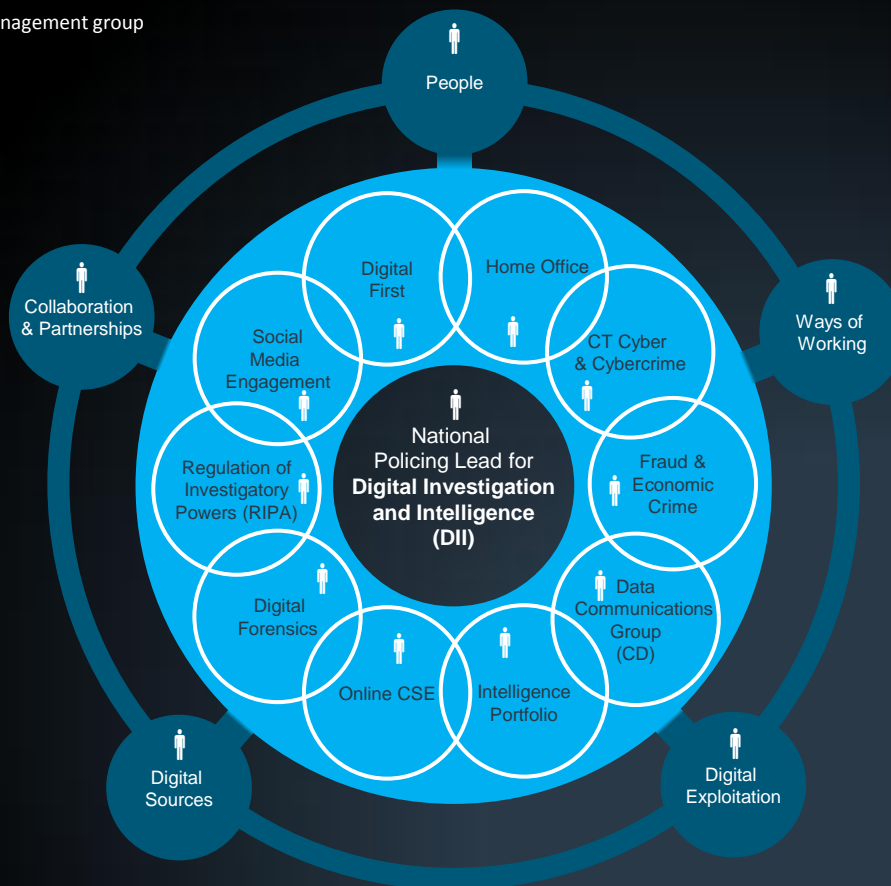 nagement group
People
Collaboration
& Partnerships
Ways of
Working
Digital
First
Home Office
Social
Media
Engagement
CT Cyber
& Cybercrime
Regulation of
Investigatory
Powers (RIPA)
National
Policing Lead for
Digital Investigation
and Intelligence
(DII)
Fraud &
Economic
Crime
Digital
Forensics
Data
Communications
Group
(CD)
Online CSE
Intelligence
Portfolio
Digital
Sources
Digital
Exploitation